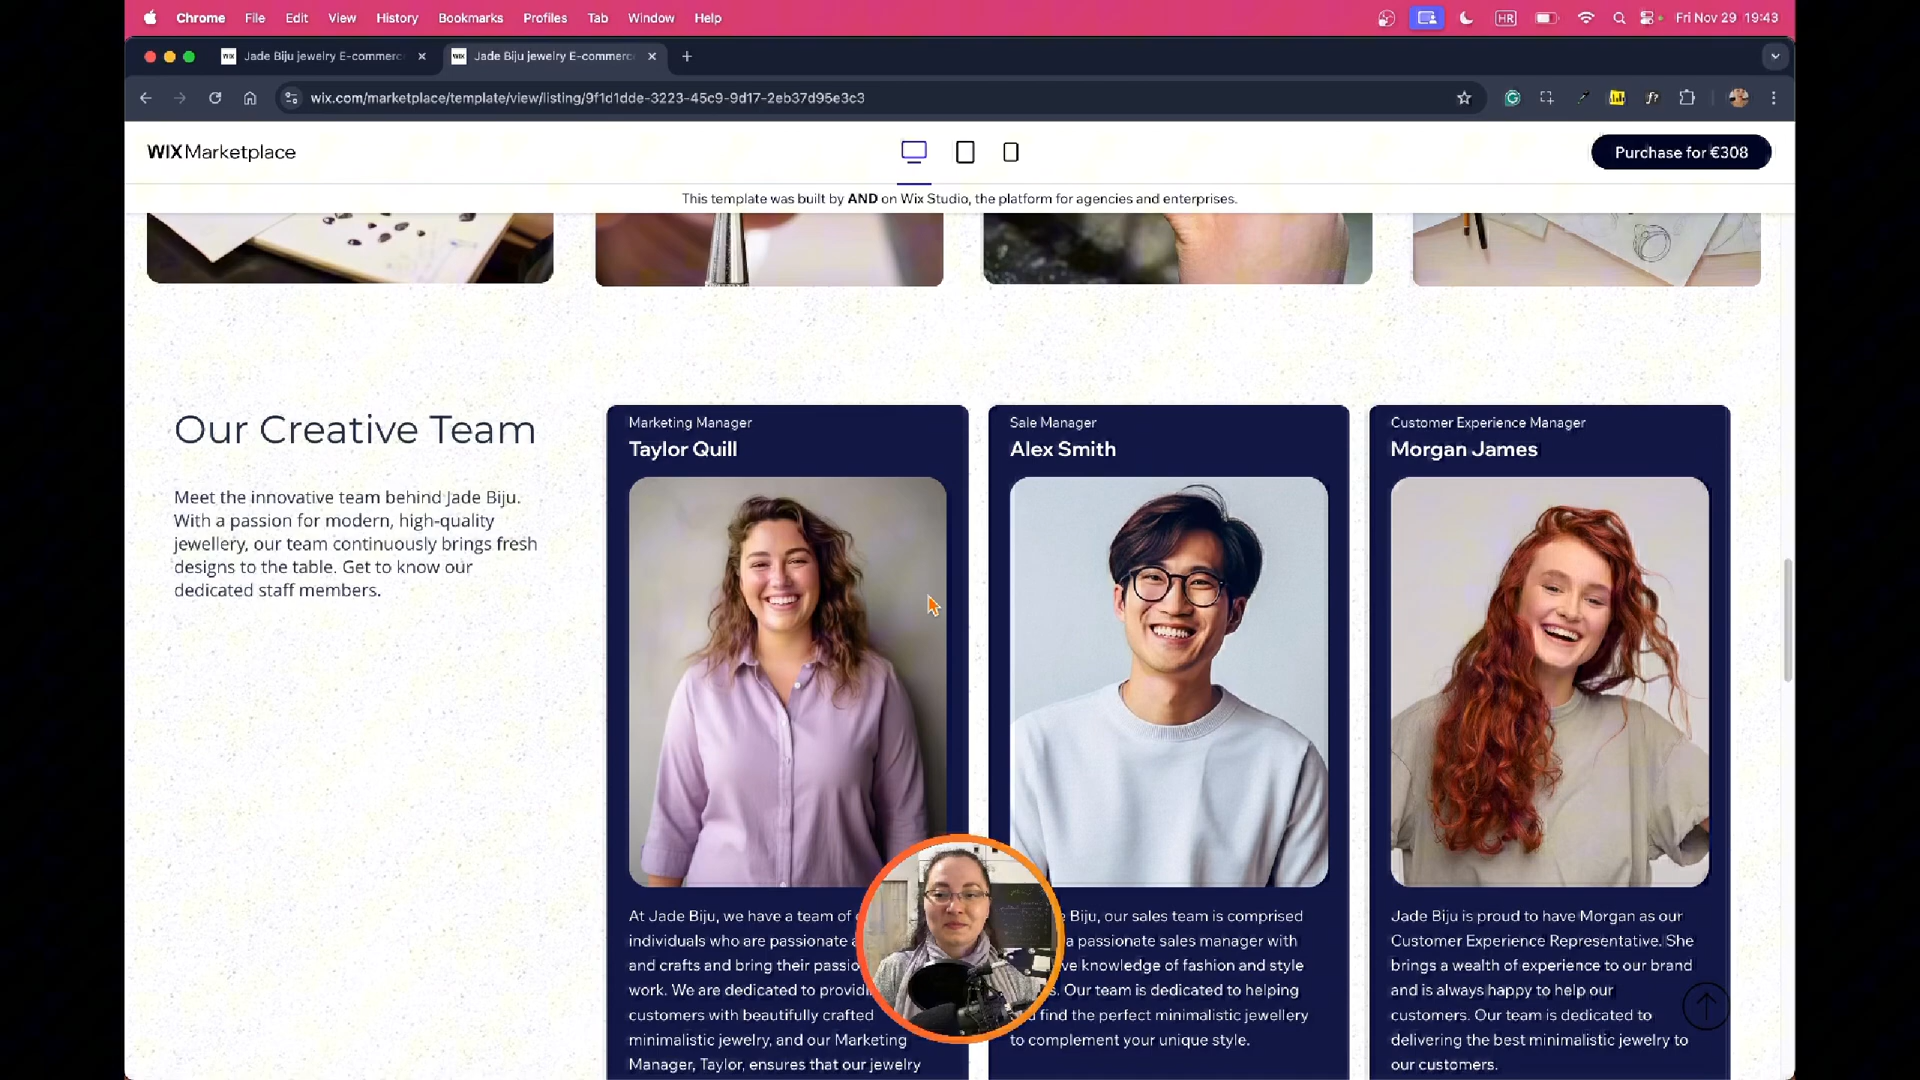 Chrome File Edit View History Bookmarks Profiles Tab Window Help HR Fri Nov 29 19:43
WiX Jade Biju jewelry E-commerc WiX Jade Biju jewelry E-commerc
wix.com/marketplace/template/view/listing/9f1d1dde-3223-45c9-9d17-2eb37d95e3c3
WIXMarketplace
Purchase for €308
This template was built by AND on Wix Studio, the platform for agencies and enterprises.
Our Creative Team
Meet the innovative team behind Jade Biju.
With a passion for modern, high-quality
jewellery, our team continuously brings fresh
designs to the table. Get to know our
dedicated staff members.
Marketing Manager
Taylor Quill
At Jade Biju, we have a team of
individuals who are passionate
and crafts and bring their
work. We are dedicated to
customers with beautifully crafted
minimalistic jewelry, and our Marketing
Manager, Taylor, ensures that our jewelry
Sale Manager
Alex Smith
Biju, our sales team is comprised
a passionate sales manager with
knowledge of fashion and style
Our team is dedicated to helping
find the perfect minimalistic jewellery
to complement your unique style.
Customer Experience Manager
Morgan James
Jade Biju is proud to have Morgan as our
Customer Experience Representative. She
brings a wealth of experience to our brand
and is always happy to help our
customers. Our team is dedicated to
delivering the best minimalistic jewelry to
our customers.